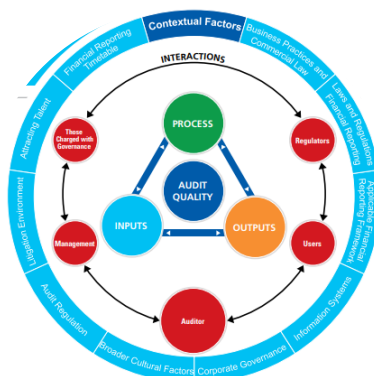 Contextual Factors
Business Practices and
Commercial Law
Laws and Regulations
Financial Reporting
Applicable Financial
Reporting Framework
Information Systems
Corporate Governance
Broader Cultural Factors
Audit Regulation
Litigation Environment
Attracting Talent
Financial Reporting
Timetable
INTERACTIONS
PROCESS
Those
Charged with
Governance
Regulators
AUDIT
QUALITY
INPUTS
OUTPUTS
Management
Users
Auditor